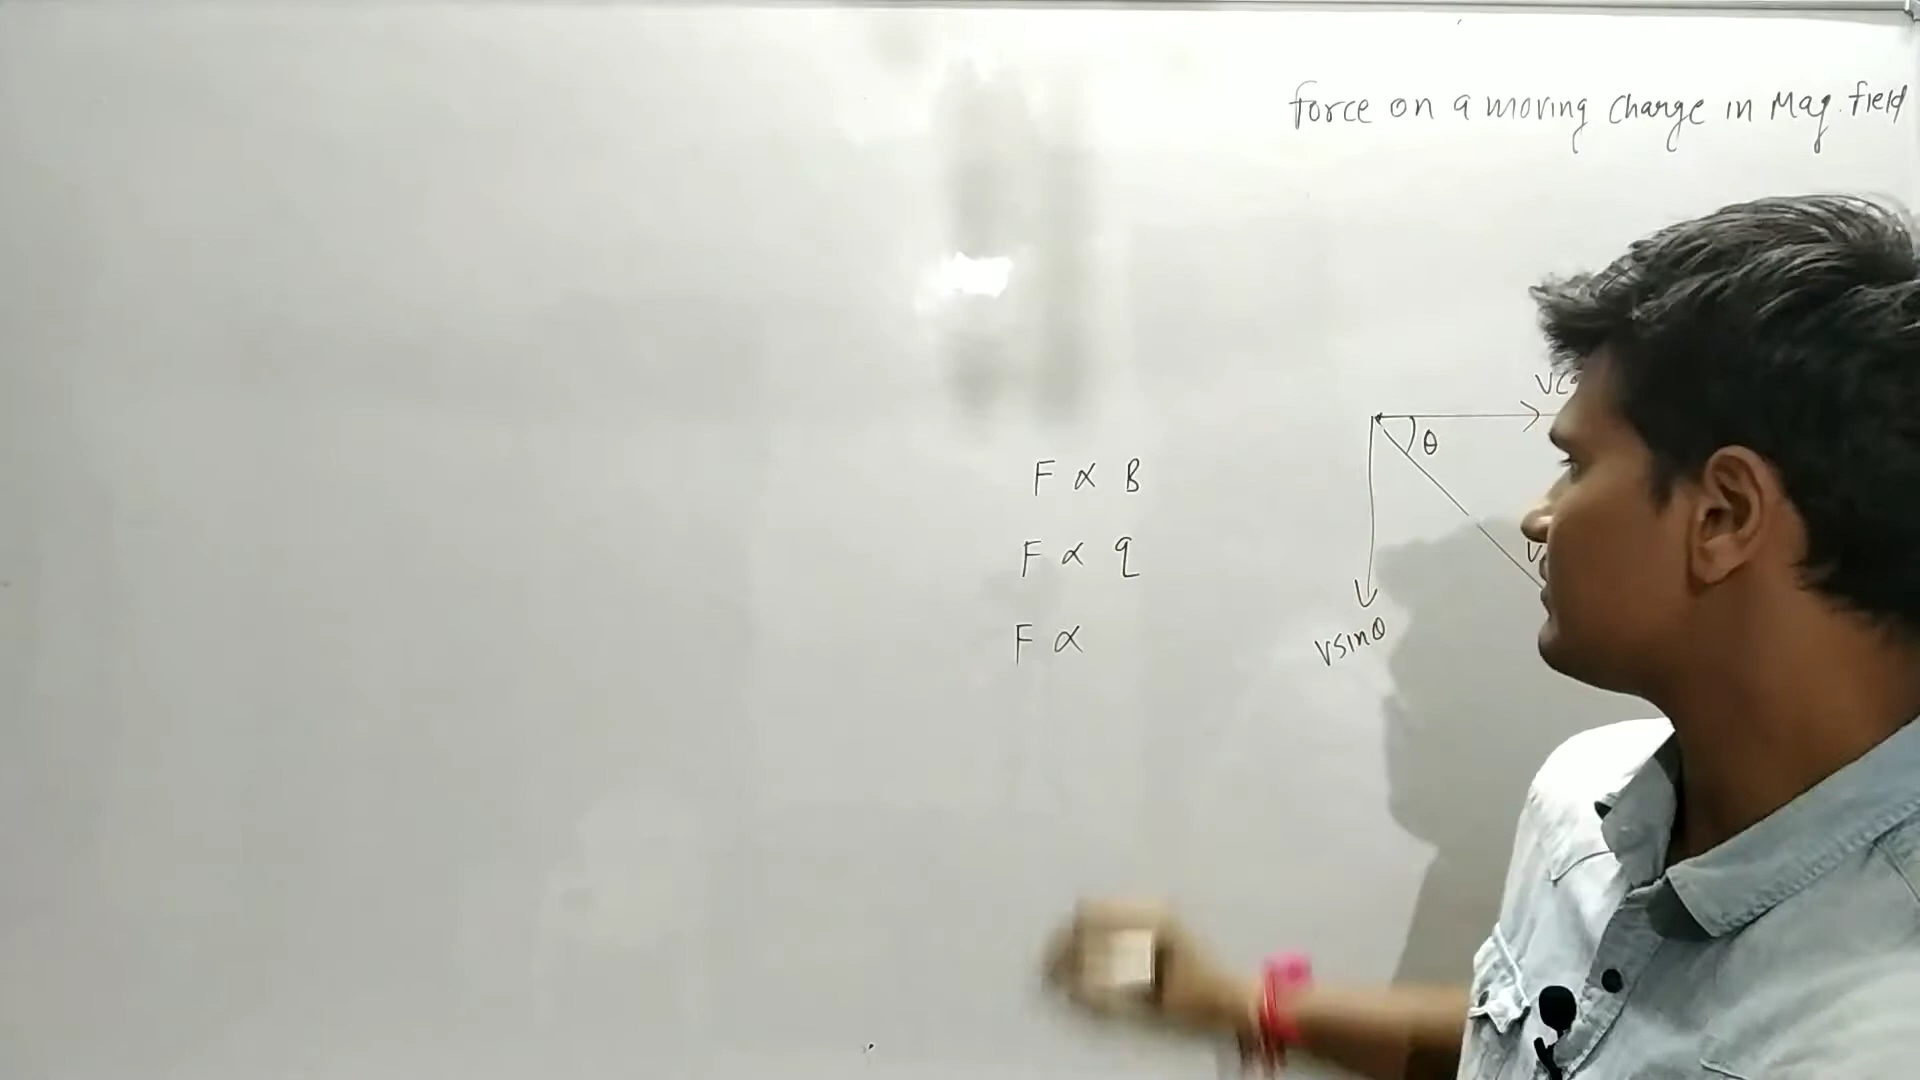 Force on a moving charge in Mag. field
θ
F ∝ B
F ∝ q
F ∝
vsinθ